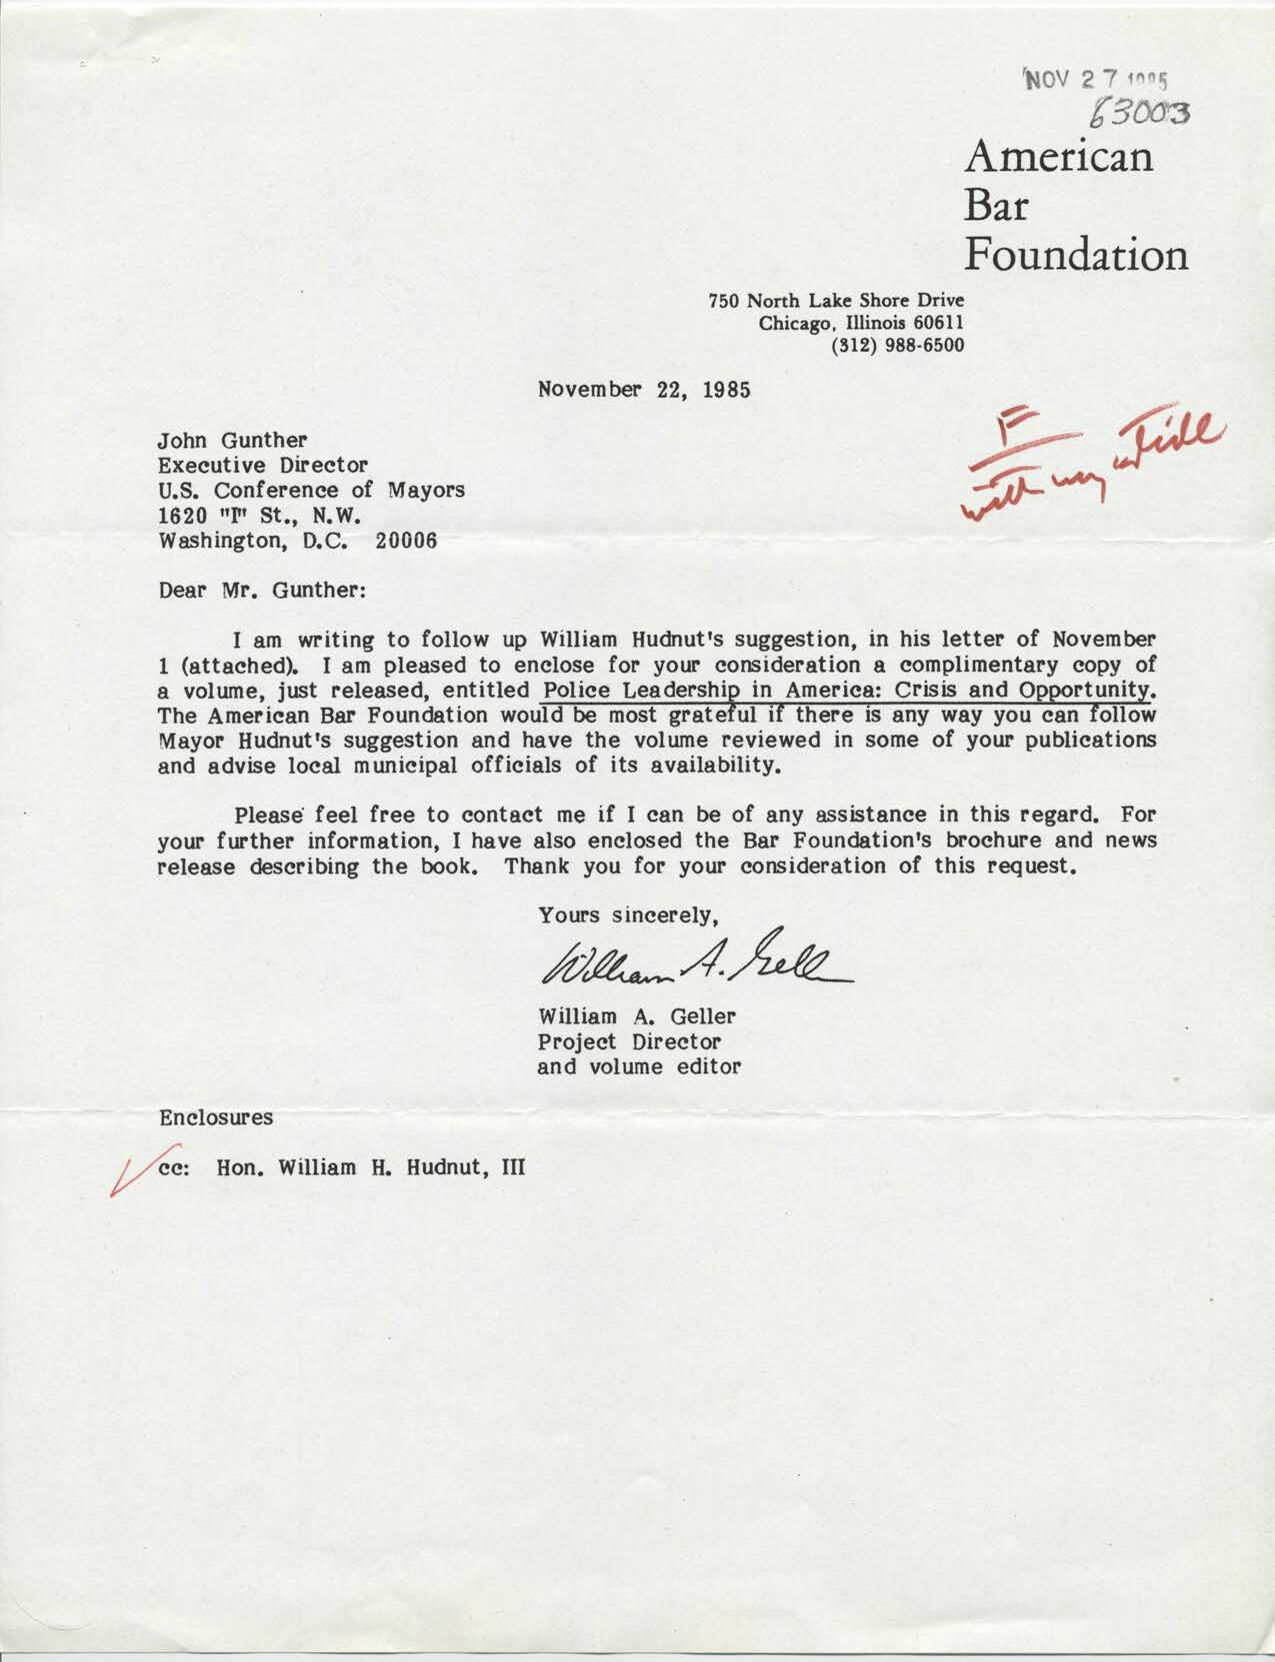 NOV 27 1985
63003
American
Bar
Foundation
750 North Lake Shore Drive
Chicago, Illinois 60611
(312) 988-6500
November 22, 1985
F
with my article
John Gunther
Executive Director
U.S. Conference of Mayors
1620 "I" St., N.W.
Washington, D.C. 20006
Dear Mr. Gunther:
I am writing to follow up William Hudnut's suggestion, in his letter of November
1 (attached). I am pleased to enclose for your consideration a complimentary copy of
a volume, just released, entitled Police Leadership in America: Crisis and Opportunity.
The American Bar Foundation would be most grateful if there is any way you can follow
Mayor Hudnut's suggestion and have the volume reviewed in some of your publications
and advise local municipal officials of its availability.
Please feel free to contact me if I can be of any assistance in this regard. For
your further information, I have also enclosed the Bar Foundation's brochure and news
release describing the book. Thank you for your consideration of this request.
Yours sincerely,
William A. Gell
William A. Geller
Project Director
and volume editor
Enclosures
cc: Hon. William H. Hudnut, III